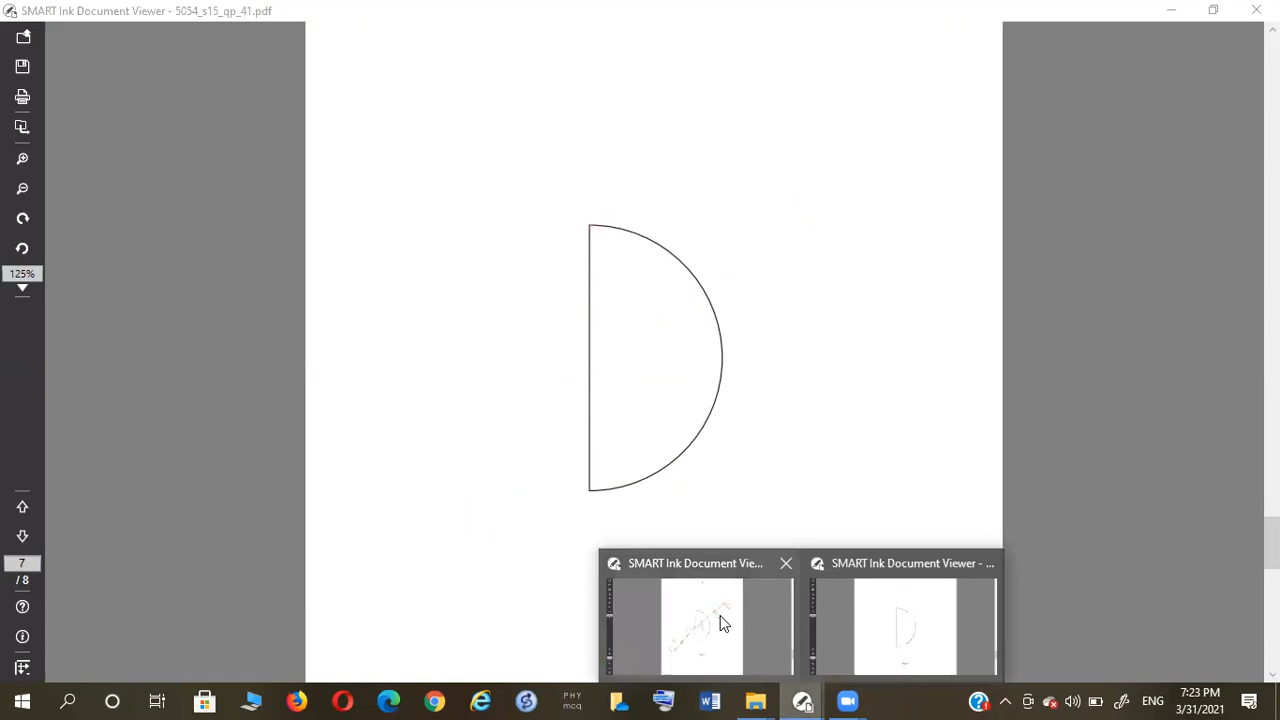 SMART Ink Document Viewer - 5054_s15_qp_41.pdf
125%
7
/ 8
SMART Ink Document Vie...
SMART Ink Document Viewer - ...
PHY
mcq
ENG
7:23 PM
3/31/2021